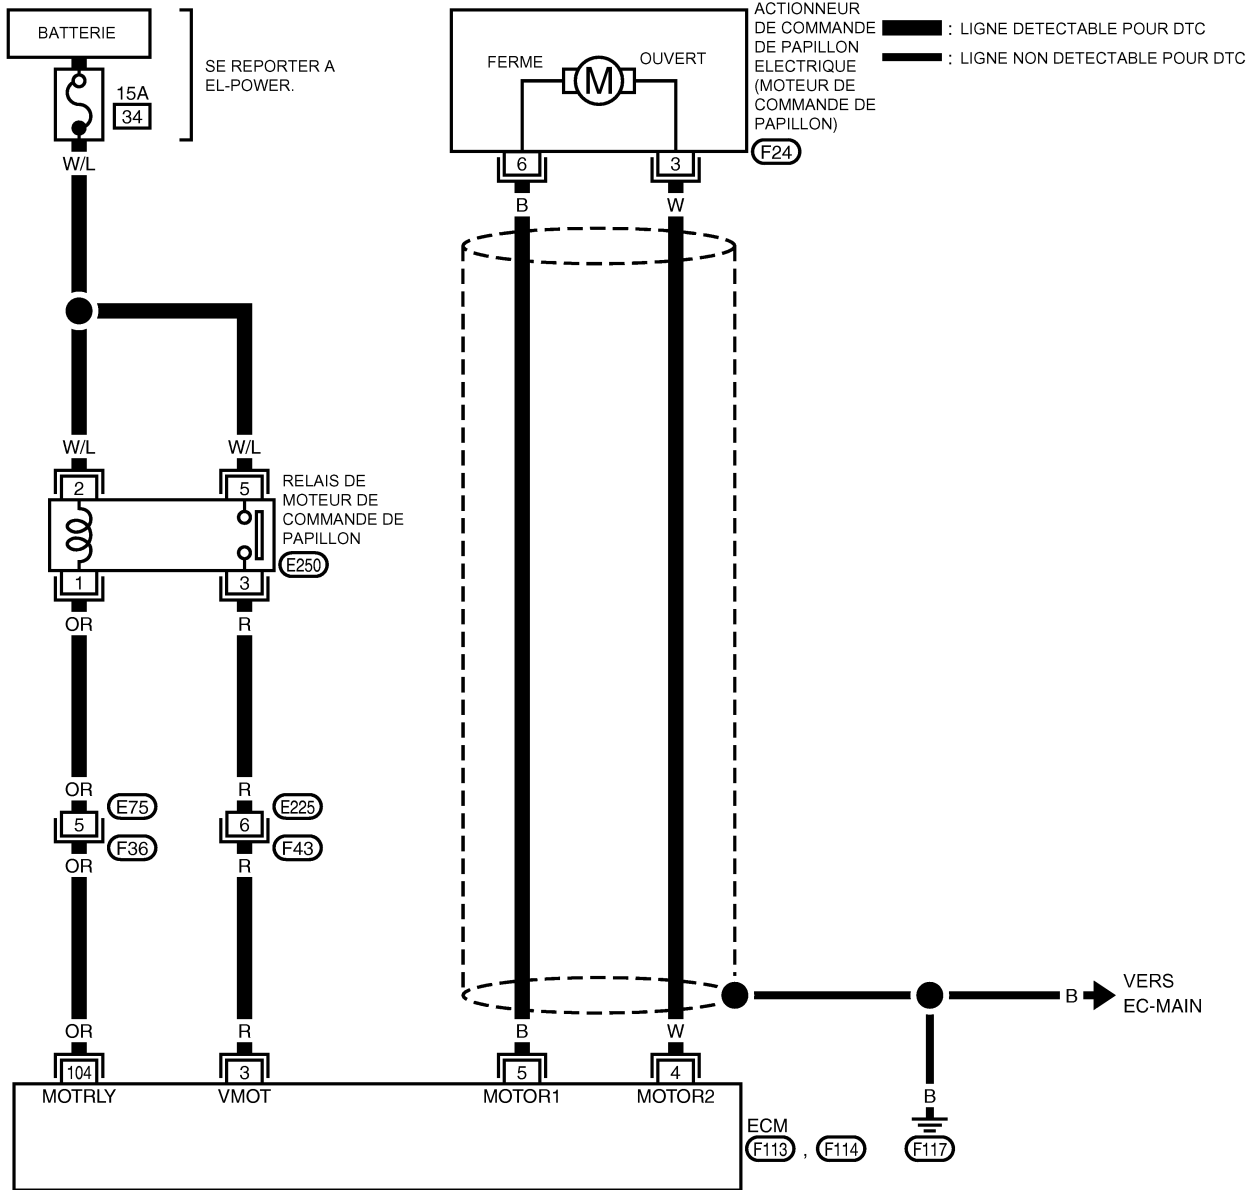 BATTERIE
15A
34
SE REPORTER A
EL-POWER.
W/L
FERME
M
OUVERT
ACTIONNEUR
DE COMMANDE
DE PAPILLON
ELECTRIQUE
(MOTEUR DE
COMMANDE DE
PAPILLON)
F24
: LIGNE DETECTABLE POUR DTC
: LIGNE NON DETECTABLE POUR DTC
6
3
B
W
W/L
W/L
2
5
RELAIS DE
MOTEUR DE
COMMANDE DE
PAPILLON
E250
1
3
OR
R
OR
R
E75
E225
5
6
F36
F43
OR
R
VERS
EC-MAIN
B
OR
R
B
W
104
3
5
4
MOTRLY
VMOT
MOTOR1
MOTOR2
B
ECM
F113 , F114
F117